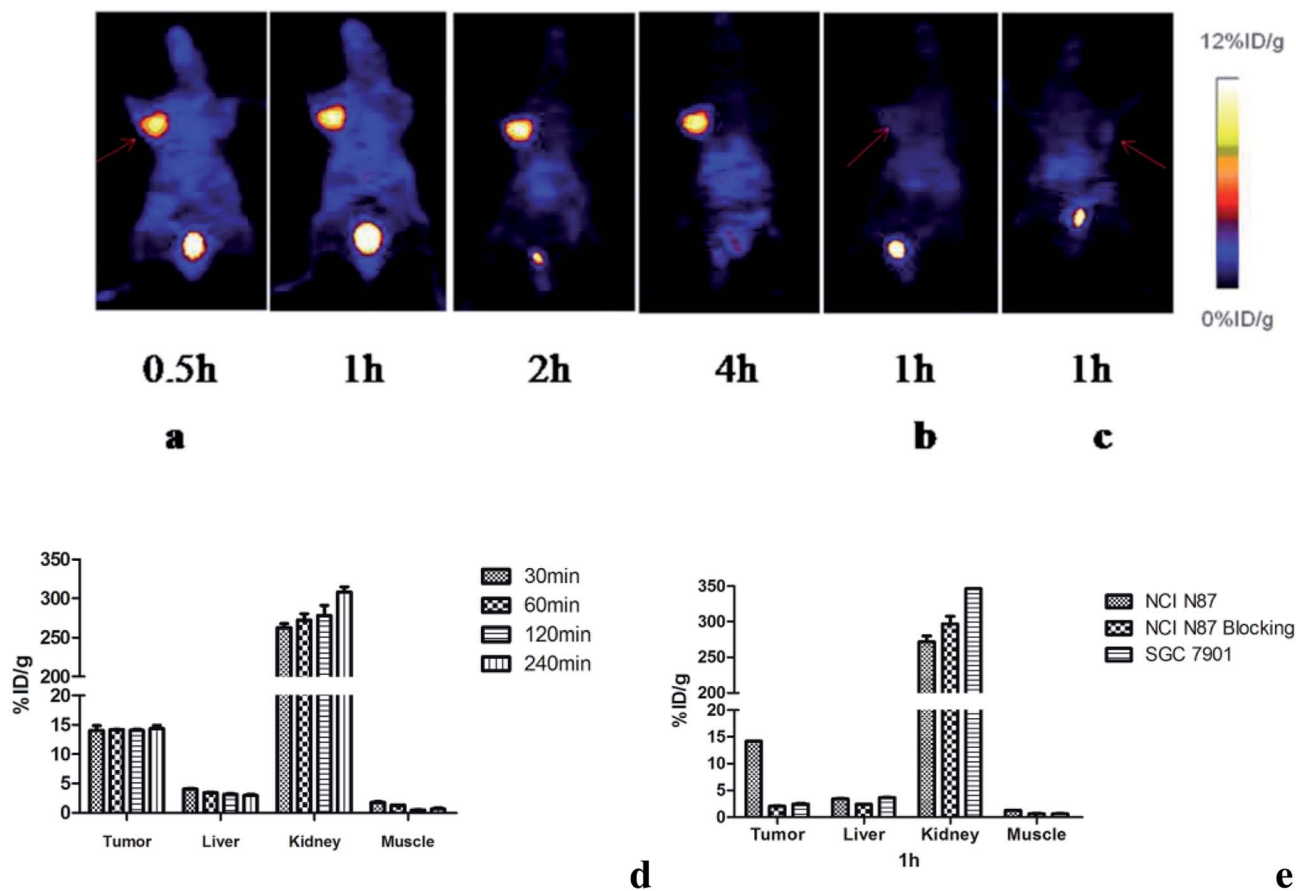 12%ID/g
0%ID/g
0.5h 1h 2h 4h 1h 1h
a b c
350
300
250
200
20
15
10
5
0
%ID/g
Tumor Liver Kidney Muscle
30min
60min
120min
240min
d
350
300
250
200
20
15
10
5
0
%ID/g
Tumor Liver Kidney Muscle
1h
NCI N87
NCI N87 Blocking
SGC 7901
e